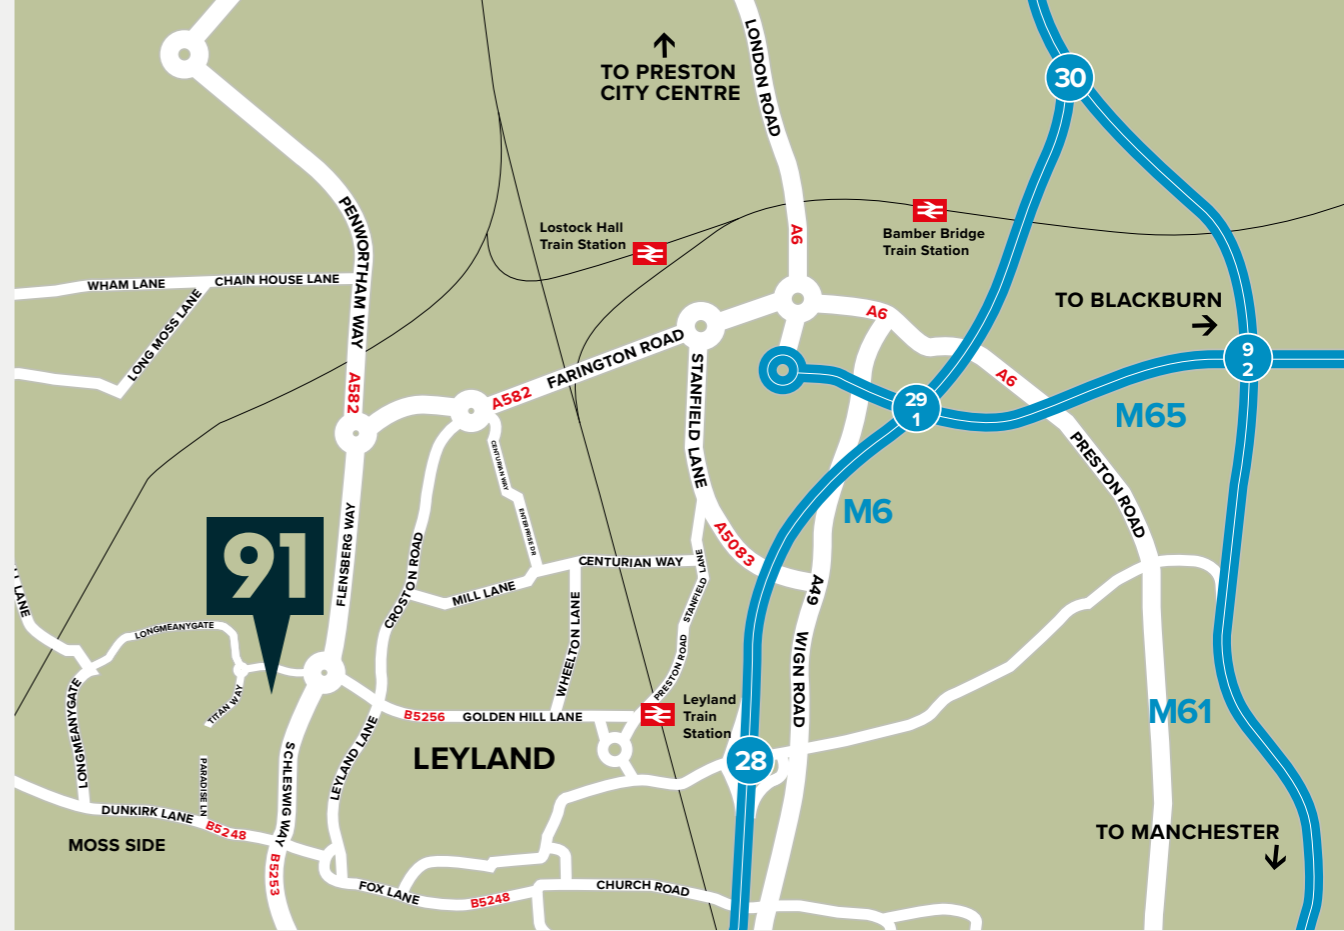 30
TO PRESTON
CITY CENTRE
LONDON ROAD
PENWORTHAM WAY
A6
Lostock Hall
Train Station
Bamber Bridge
Train Station
WHAM LANE
CHAIN HOUSE LANE
LONG MOSS LANE
TO BLACKBURN
A6
9
2
A582
A582
FARINGTON ROAD
A6
29
1
M65
STANFIELD LANE
PRESTON ROAD
CENTURIAN WAY
ENTERPRISE DR
M6
A5083
91
FLENSBERG WAY
CROSTON ROAD
CENTURIAN WAY
MILL LANE
STANFIELD LANE
A49
LANE
LONGMEANYGATE
WHEELTON LANE
PRESTON ROAD
WIGN ROAD
LONGMEANYGATE
TITAN WAY
B5256
GOLDEN HILL LANE
Leyland
Train
Station
M61
LEYLAND
28
SCHLESWIG WAY
LEYLAND LANE
PARADISE LN
DUNKIRK LANE
B5248
MOSS SIDE
TO MANCHESTER
B5253
FOX LANE
B5248
CHURCH ROAD